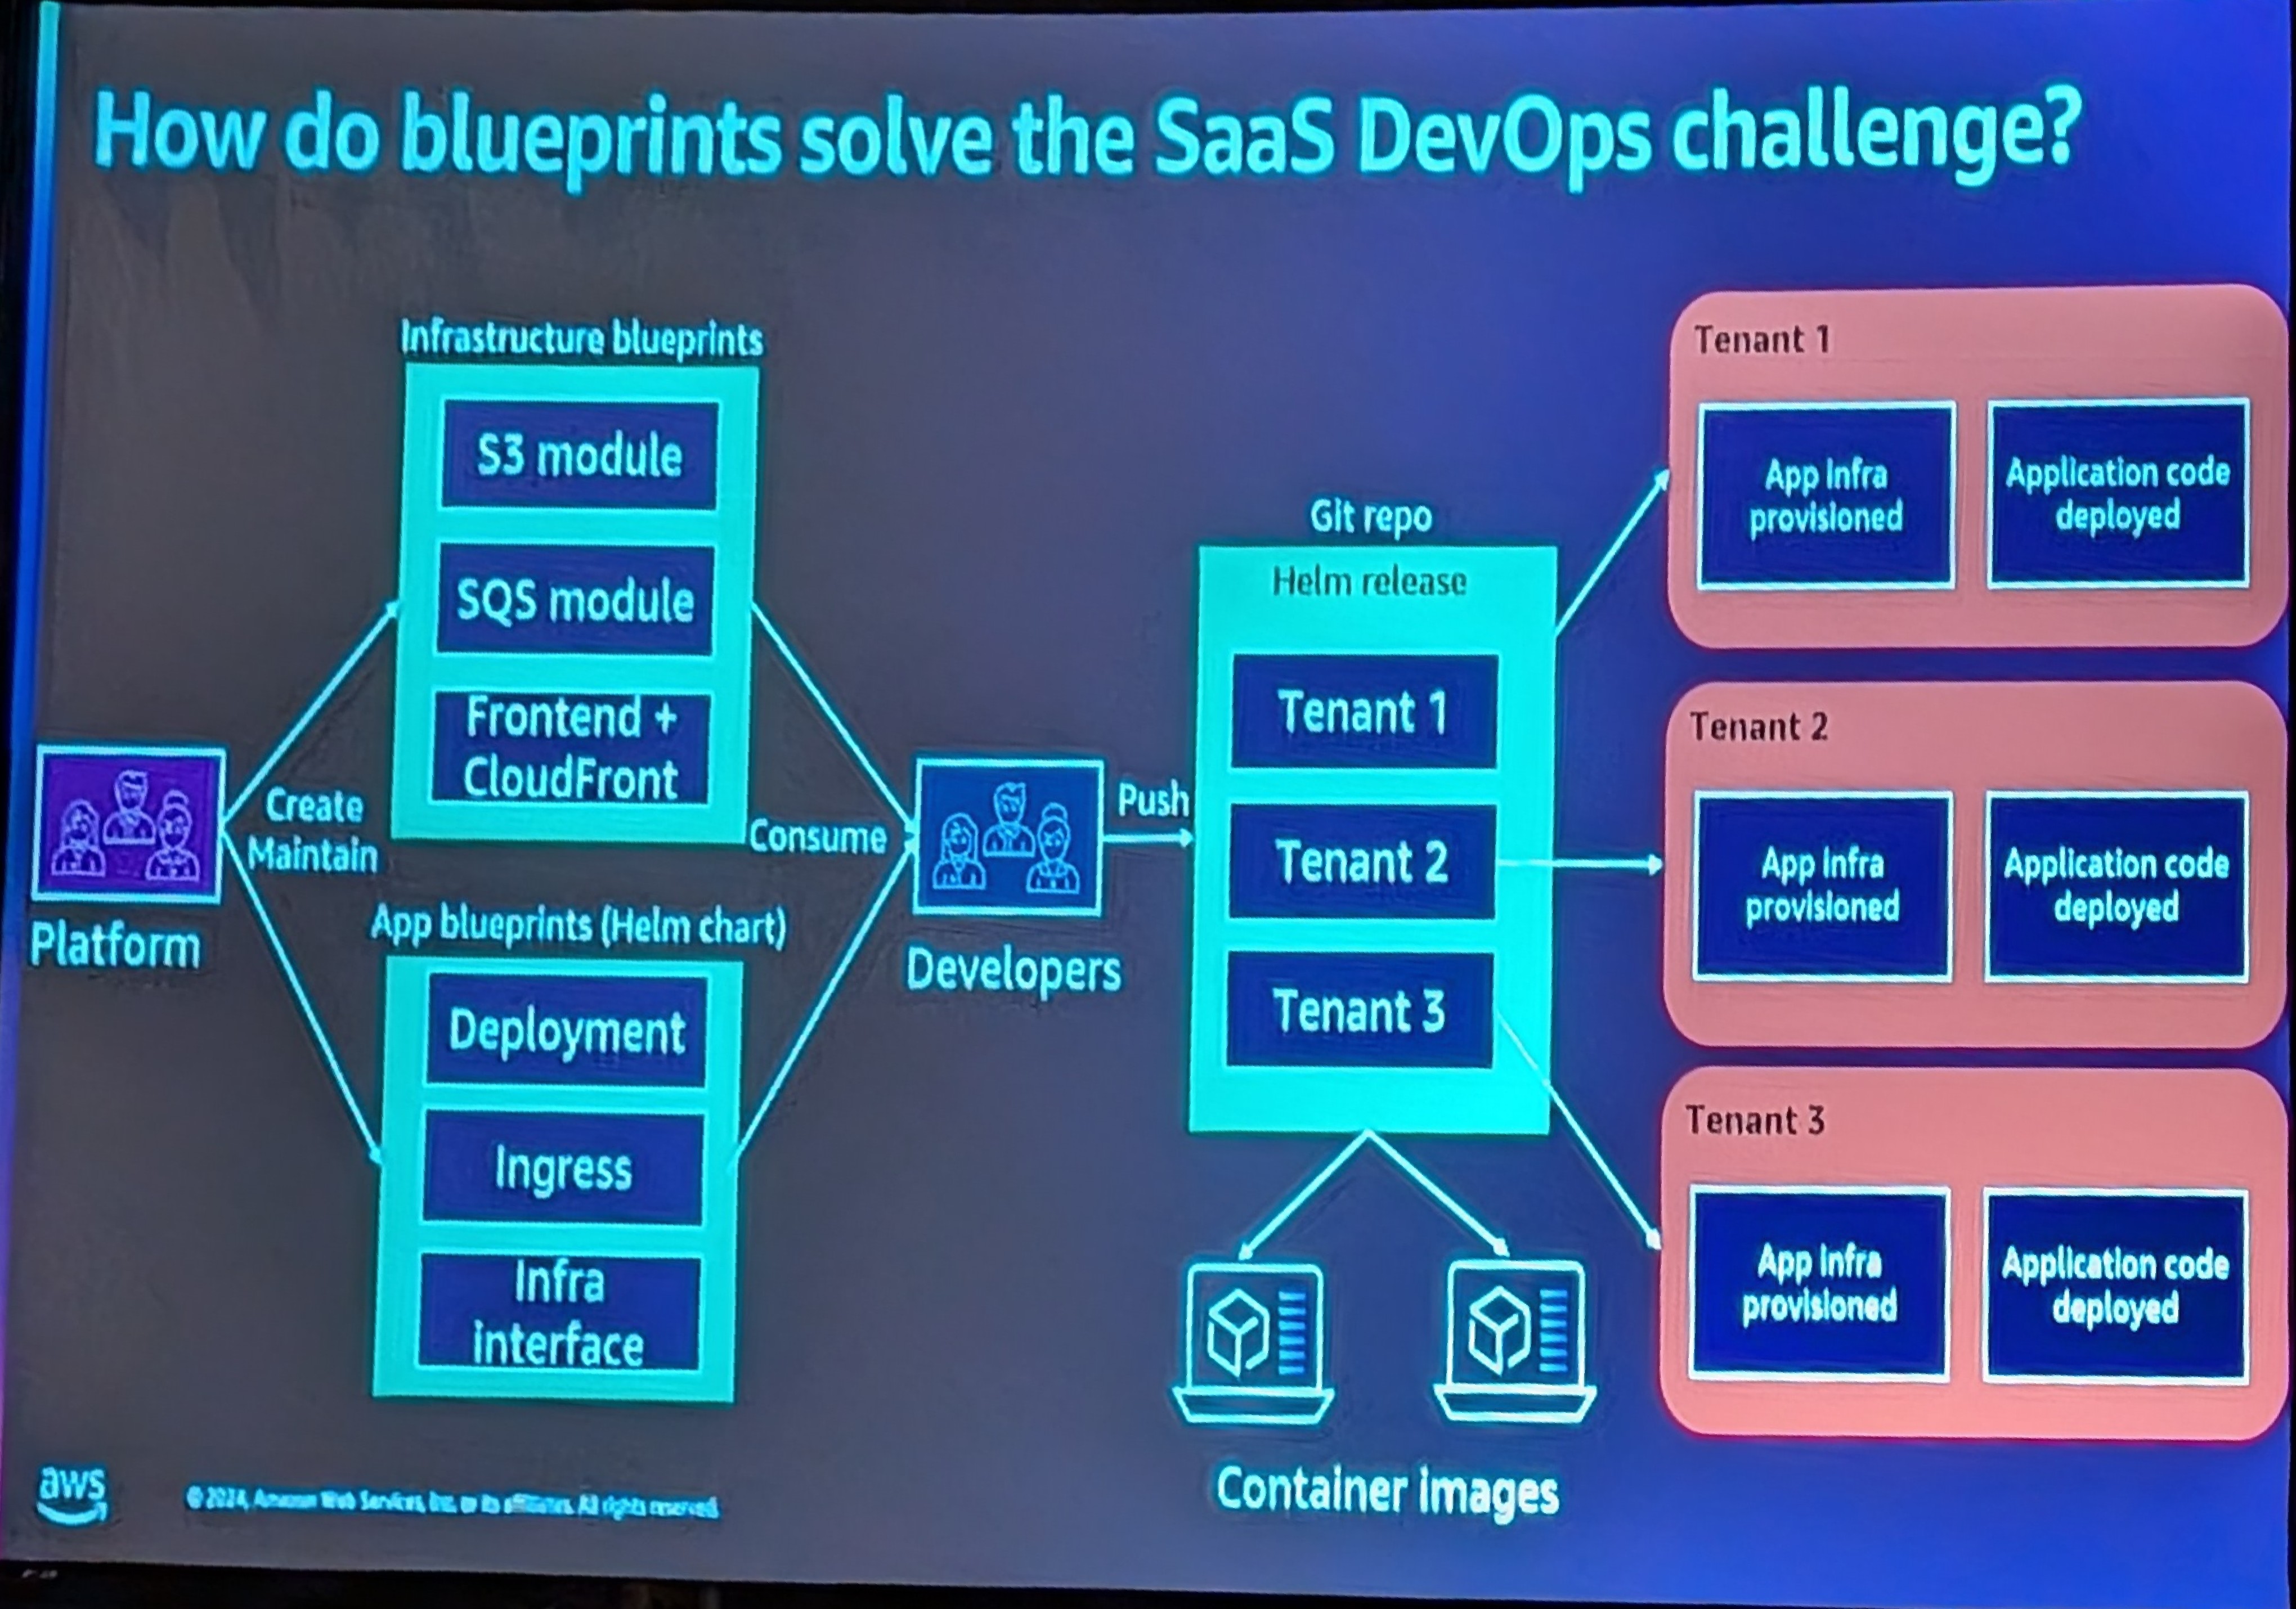 How do blueprints solve the SaaS DevOps challenge?
Infrastructure blueprints
S3 module
SQS module
Frontend +
CloudFront
Create
Maintain
Platform
App blueprints (Helm chart)
Deployment
Ingress
Infra
interface
Consume
Developers
Push
Git repo
Helm release
Tenant 1
Tenant 2
Tenant 3
Container images
Tenant 1
App infra
provisioned
Application code
deployed
Tenant 2
App infra
provisioned
Application code
deployed
Tenant 3
App infra
provisioned
Application code
deployed
aws
© 2024, Amazon Web Services, Inc. or its affiliates. All rights reserved.